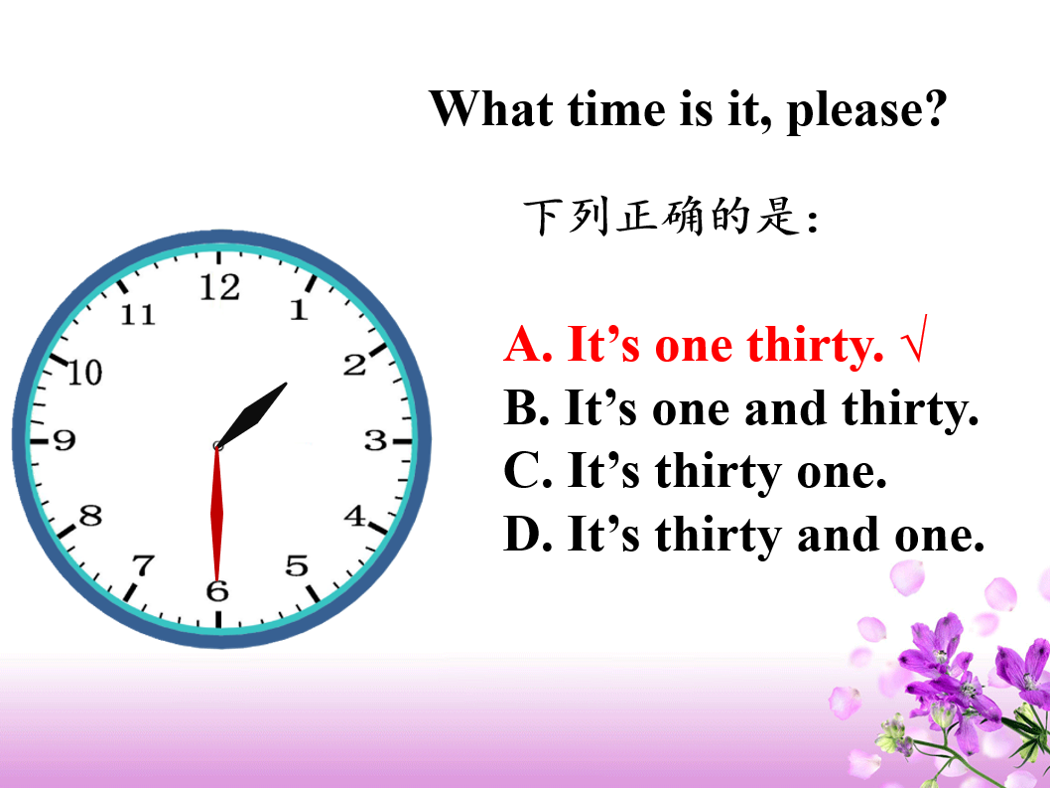 What time is it, please?
下列正确的是：
A. It’s one thirty. √
B. It’s one and thirty.
C. It’s thirty one.
D. It’s thirty and one.
12
11
1
10
2
9
3
8
4
7
5
6